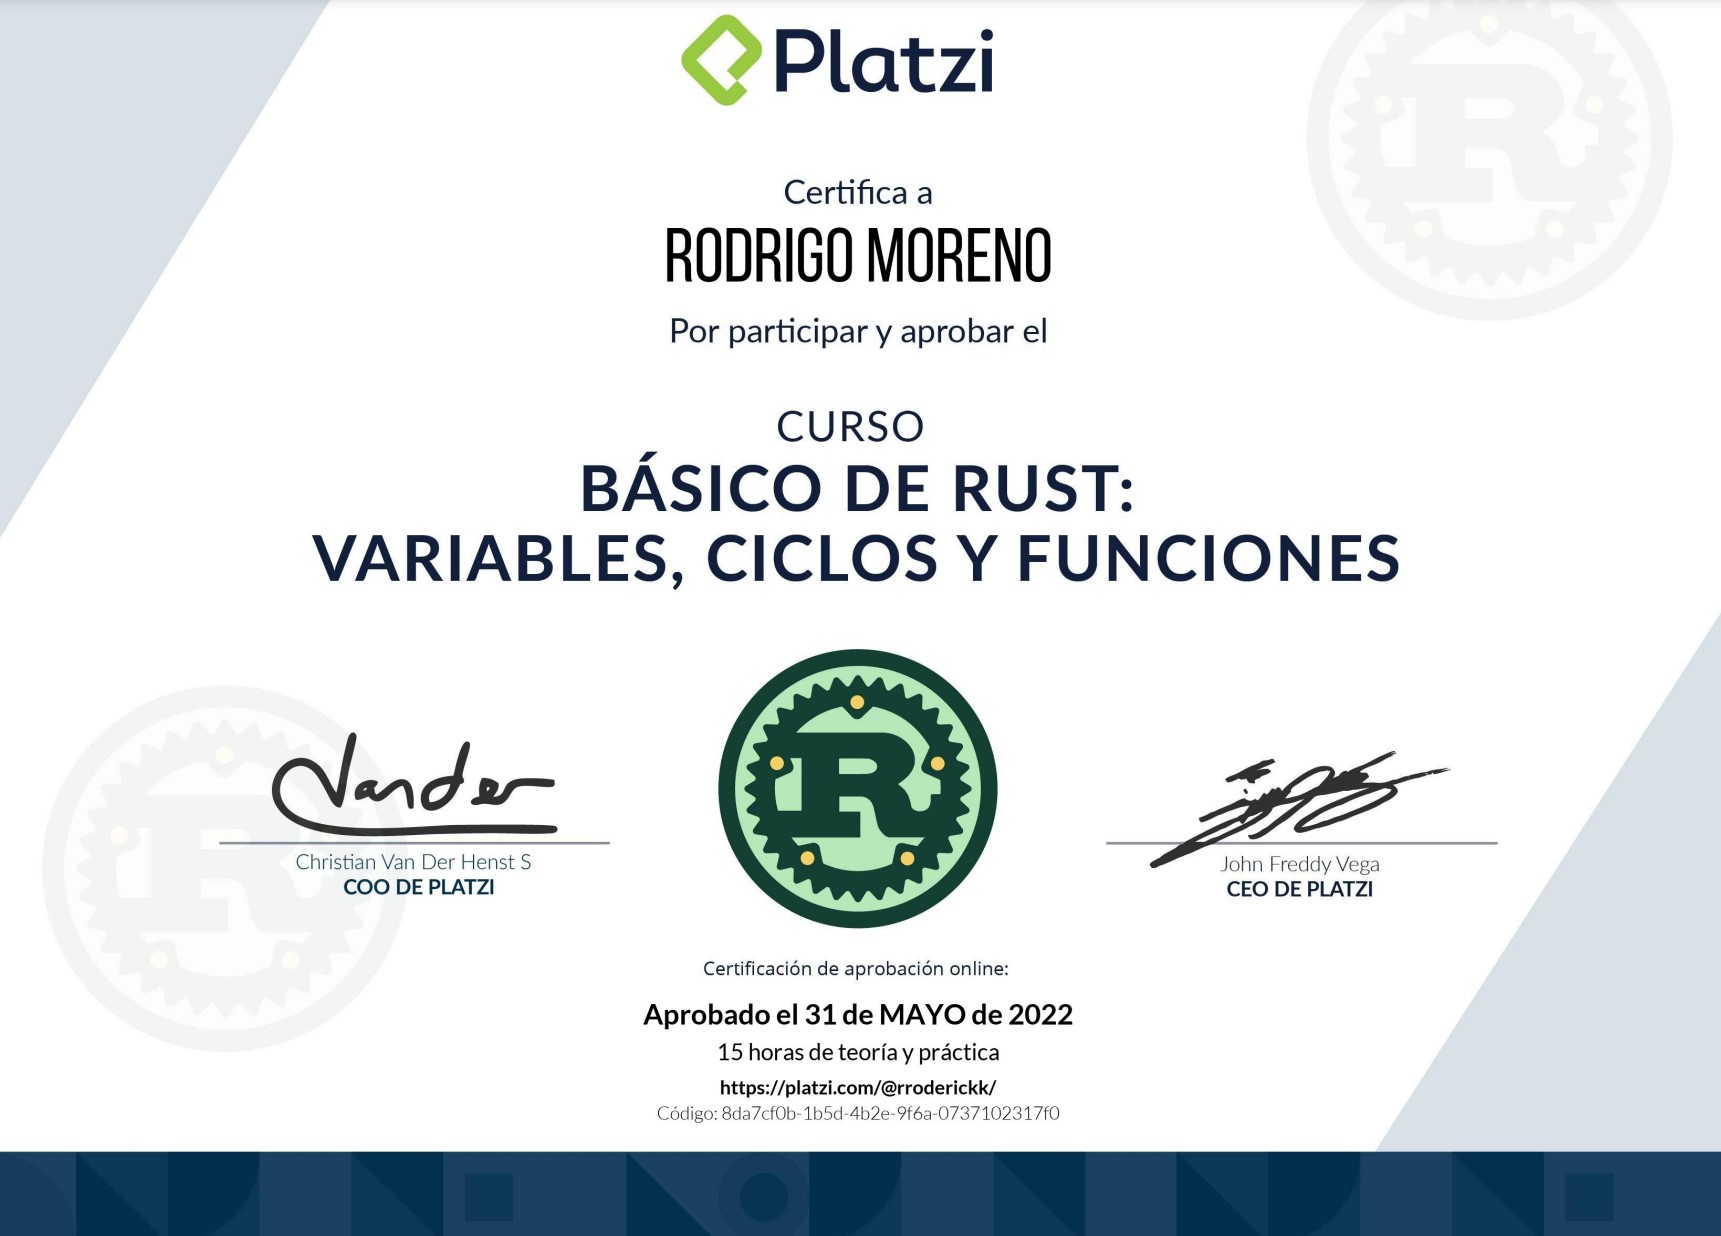 Platzi
Certifica a
RODRIGO MORENO
Por participar y aprobar el
CURSO
BÁSICO DE RUST:
VARIABLES, CICLOS Y FUNCIONES
R
R
R
Vander
Christian Van Der Henst S
COO DE PLATZI
John Freddy Vega
CEO DE PLATZI
Certificación de aprobación online:
Aprobado el 31 de MAYO de 2022
15 horas de teoría y práctica
https://platzi.com/@rroderickk/
Código: 8da7cf0b-1b5d-4b2e-9f6a-0737102317f0